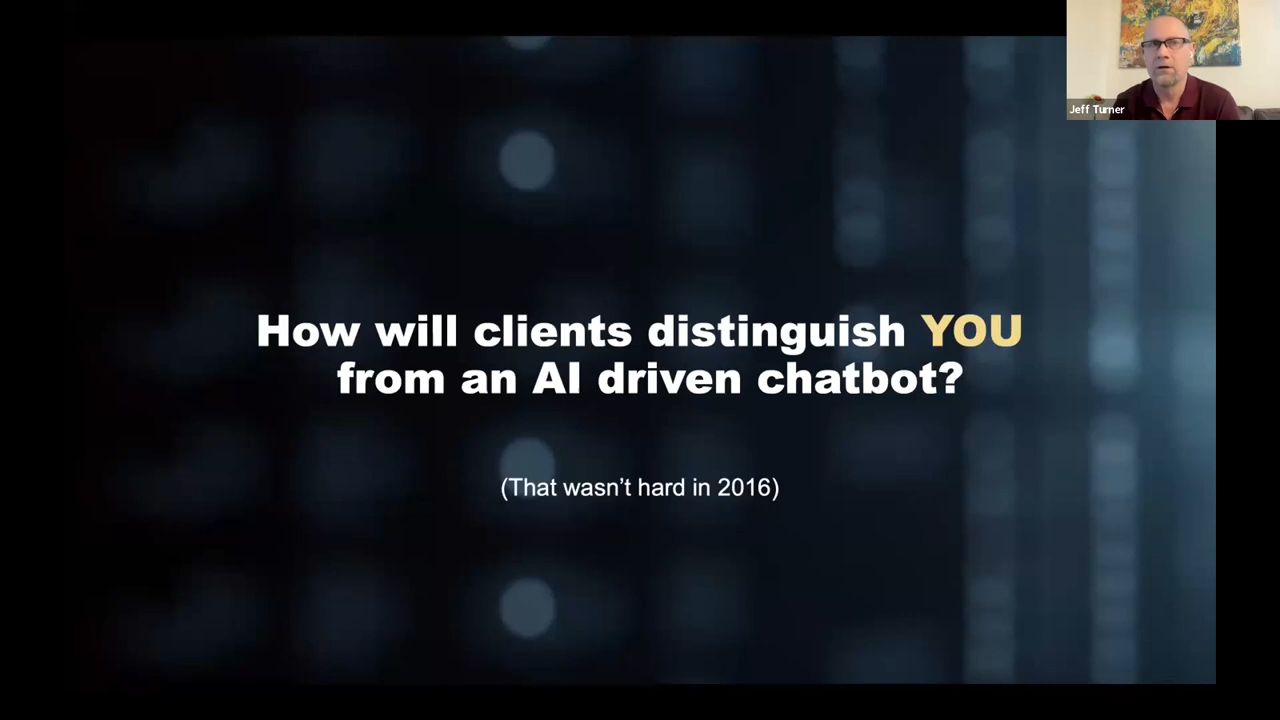 How will clients distinguish YOU
from an AI driven chatbot?
(That wasn't hard in 2016)
Jeff Turner